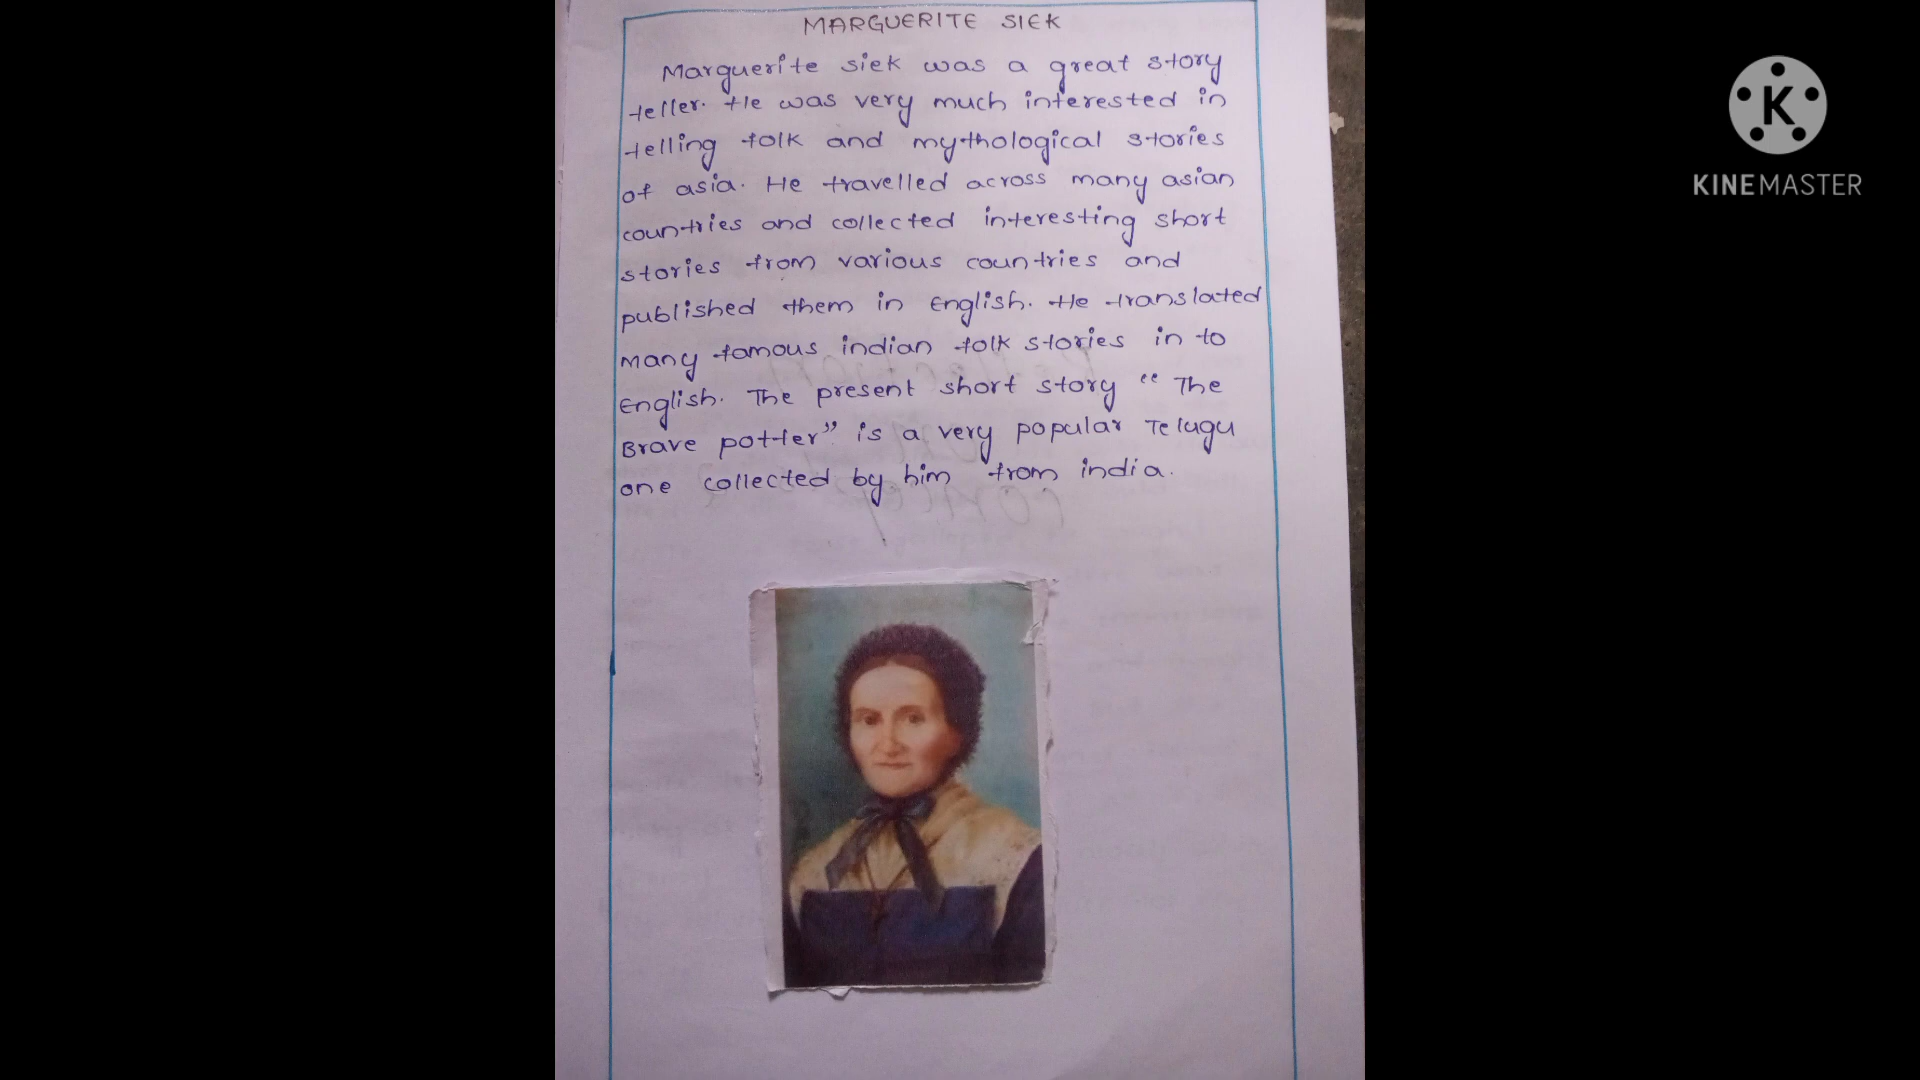 MARGUERITE SIEK
Marguerite siek was a great story
teller. He was very much interested in
telling folk and mythological stories
of asia. He travelled across many asian
countries and collected interesting short
stories from various countries and
published them in English. He translated
many famous indian folk stories in to
English. The present short story "The
Brave potter" is a very popular Telugu
one collected by him from india.
K
KINEMASTER